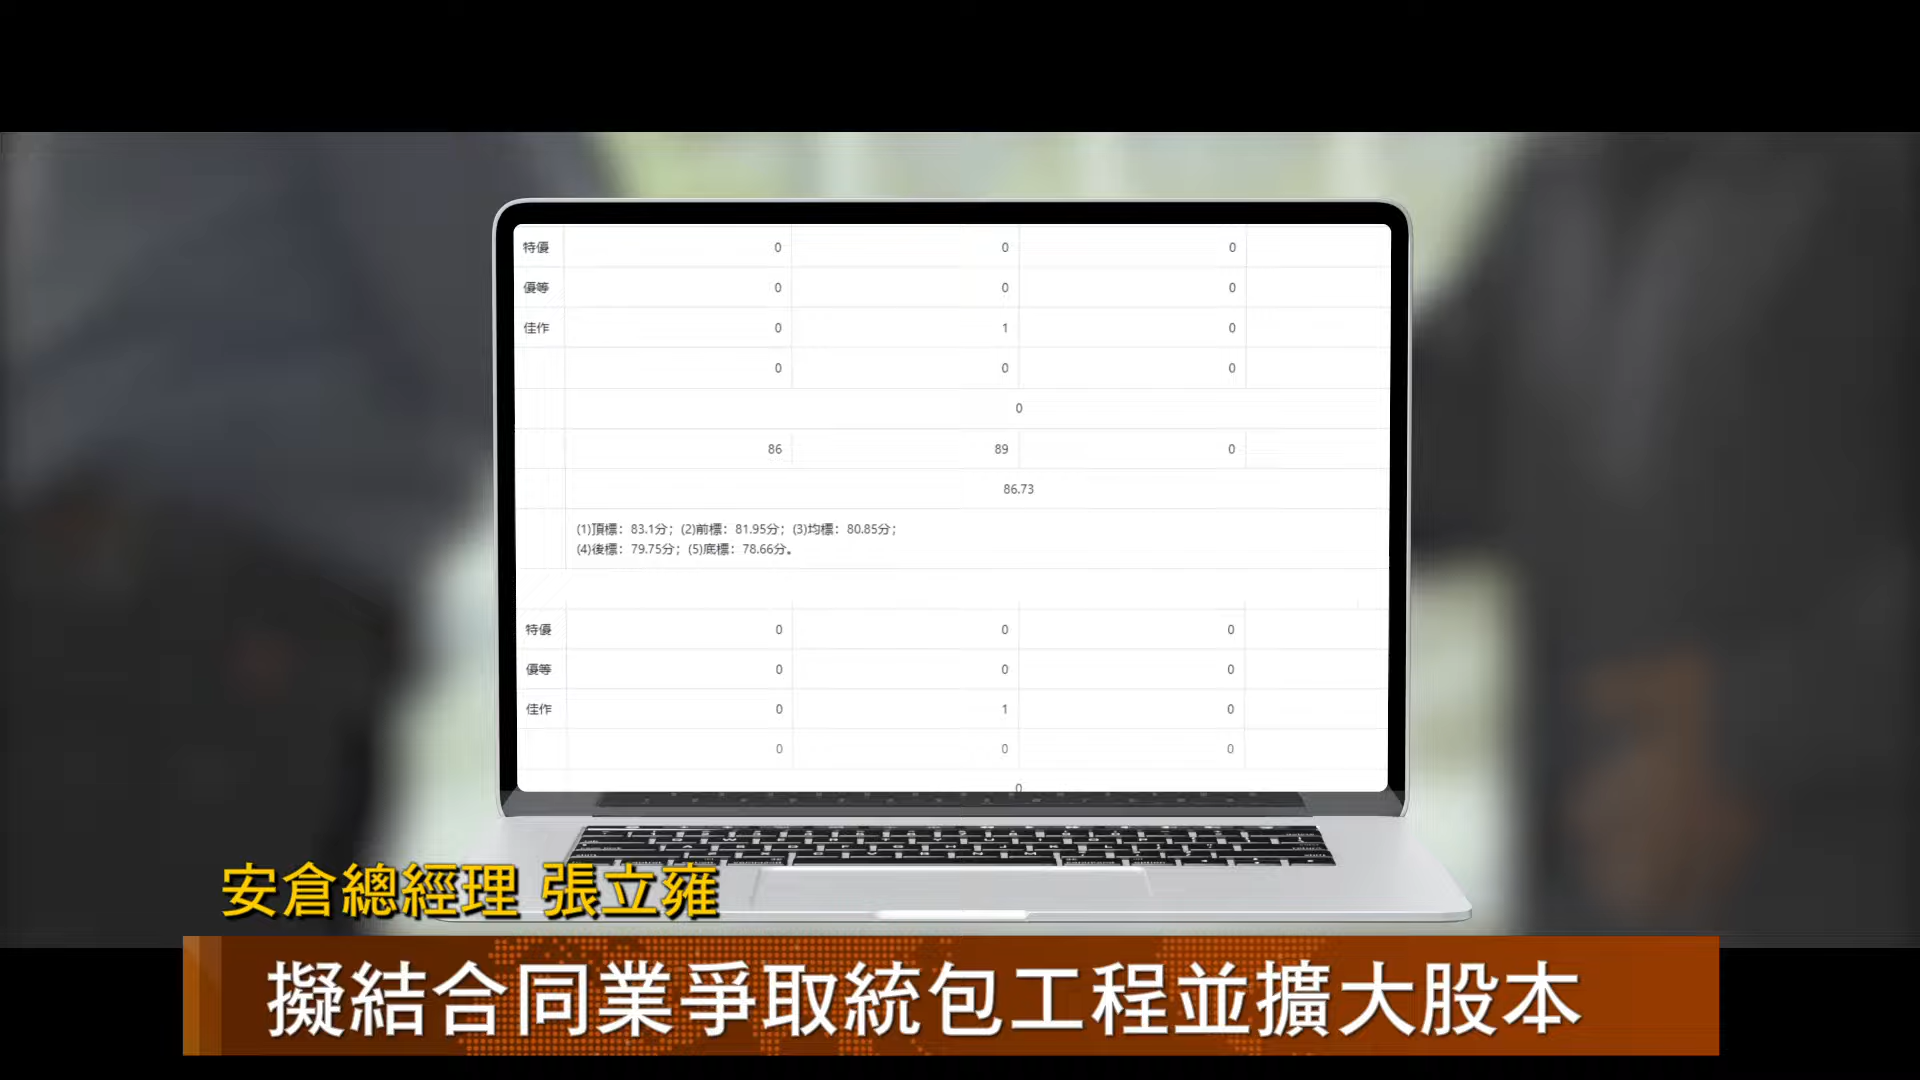 特優 0 0 0
優等 0 0 0
佳作 0 1 0
0 0 0
0
86 89 0
86.73
(1)頂標：83.1分；(2)前標：81.95分；(3)均標：80.85分；
(4)後標：79.75分；(5)底標：78.66分。
特優 0 0 0
優等 0 0 0
佳作 0 1 0
0 0 0
0
安倉總經理 張立雍
擬結合同業爭取統包工程並擴大股本